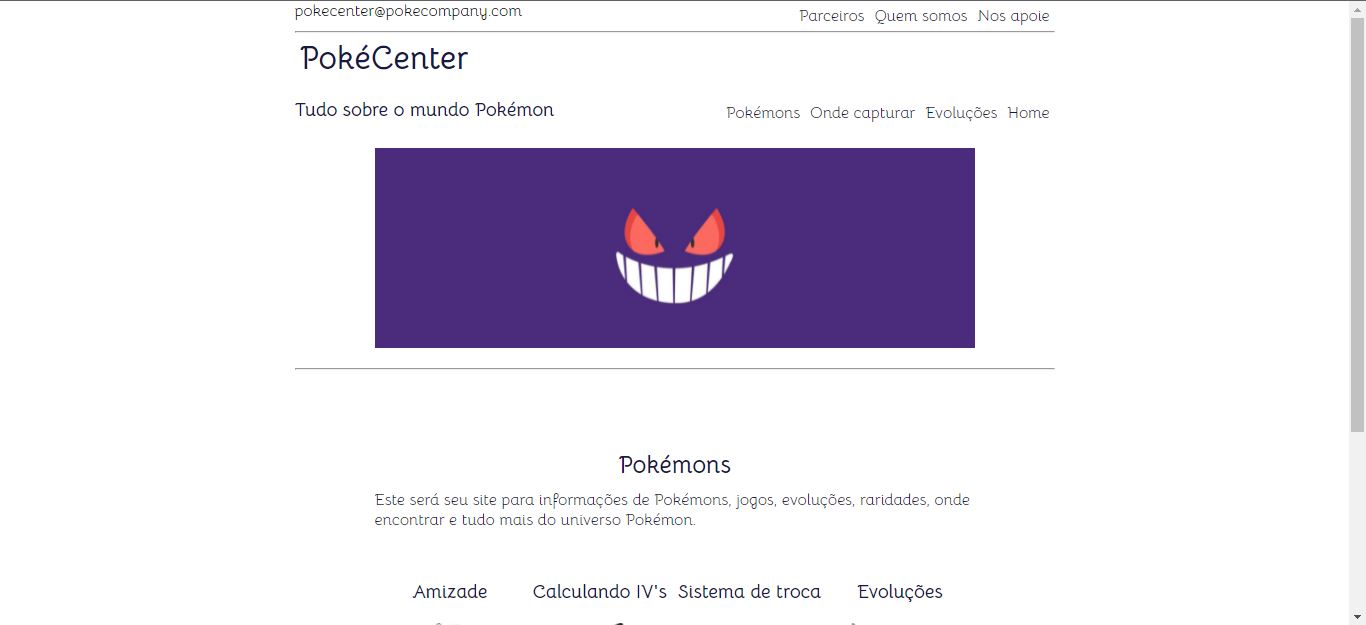 pokecenter@pokecompany.com
Parceiros Quem somos Nos apoie
PokéCenter
Tudo sobre o mundo Pokémon
Pokémons Onde capturar Evoluções Home
Pokémons
Este será seu site para informações de Pokémons, jogos, evoluções, raridades, onde
encontrar e tudo mais do universo Pokémon.
Amizade Calculando IV's Sistema de troca Evoluções